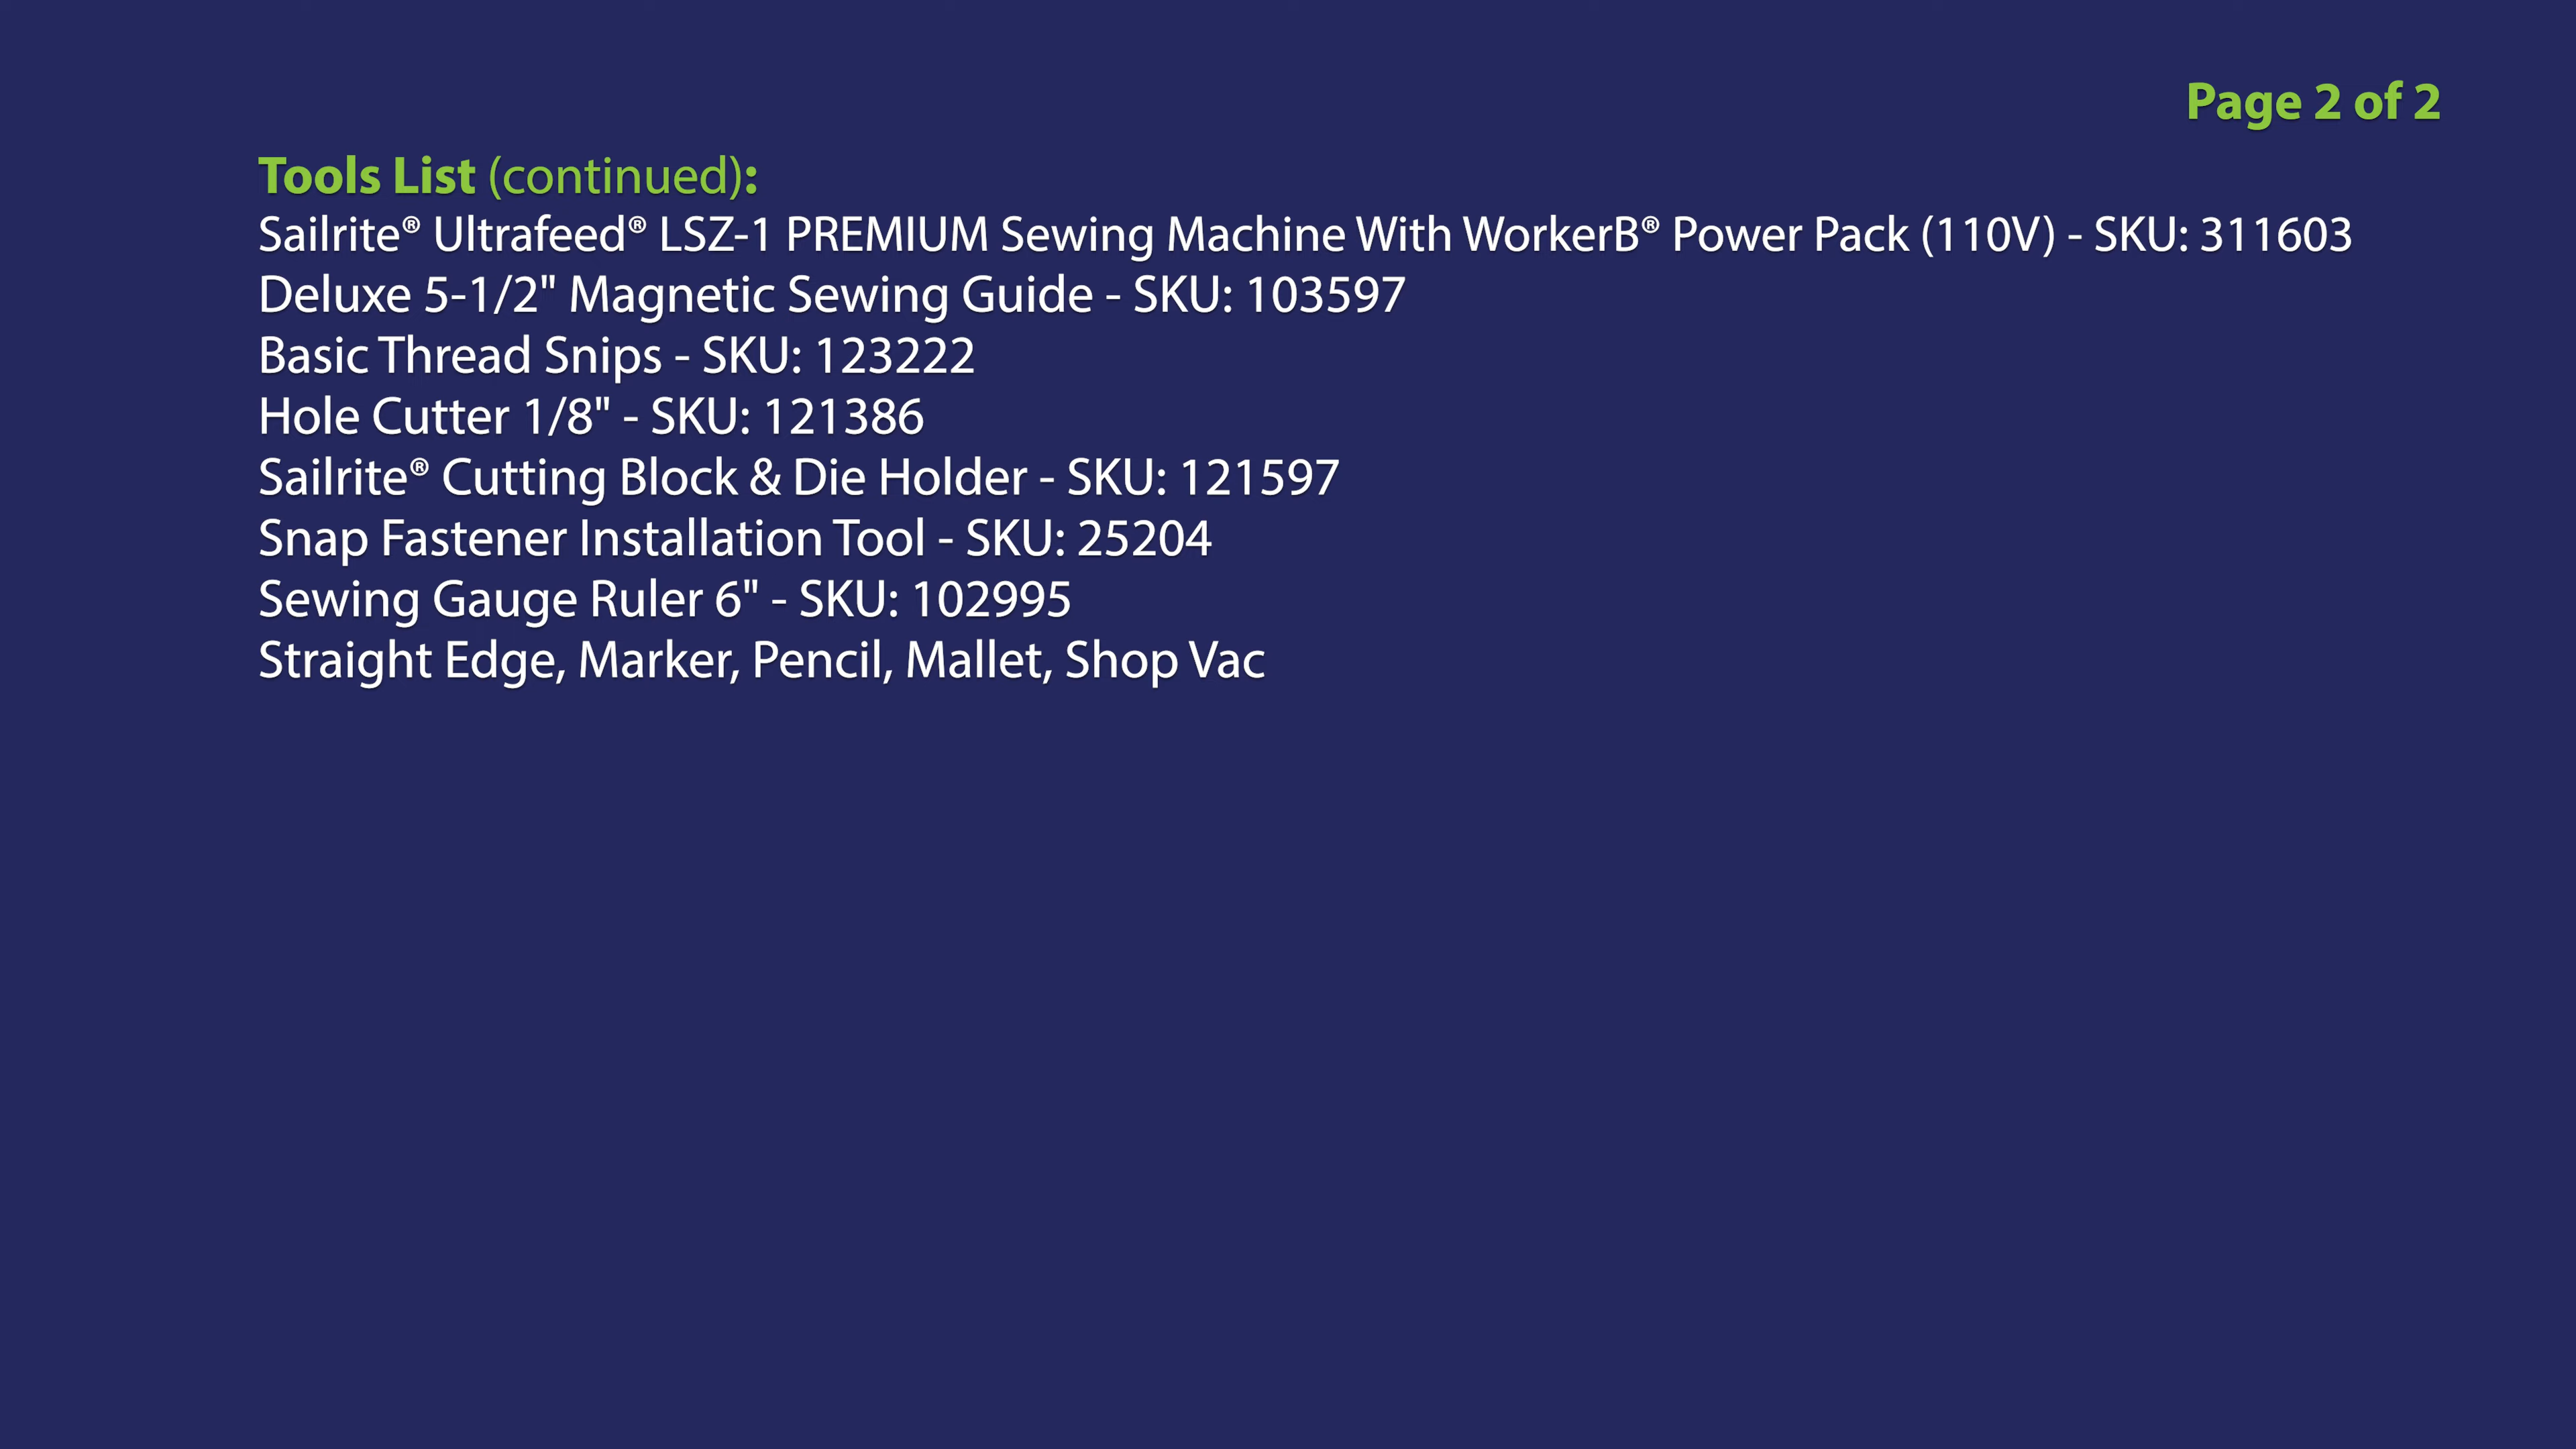 Page 2 of 2
Tools List (continued):
Sailrite® Ultrafeed® LSZ-1 PREMIUM Sewing Machine With WorkerB® Power Pack (110V) - SKU: 311603
Deluxe 5-1/2" Magnetic Sewing Guide - SKU: 103597
Basic Thread Snips - SKU: 123222
Hole Cutter 1/8" - SKU: 121386
Sailrite® Cutting Block & Die Holder - SKU: 121597
Snap Fastener Installation Tool - SKU: 25204
Sewing Gauge Ruler 6" - SKU: 102995
Straight Edge, Marker, Pencil, Mallet, Shop Vac